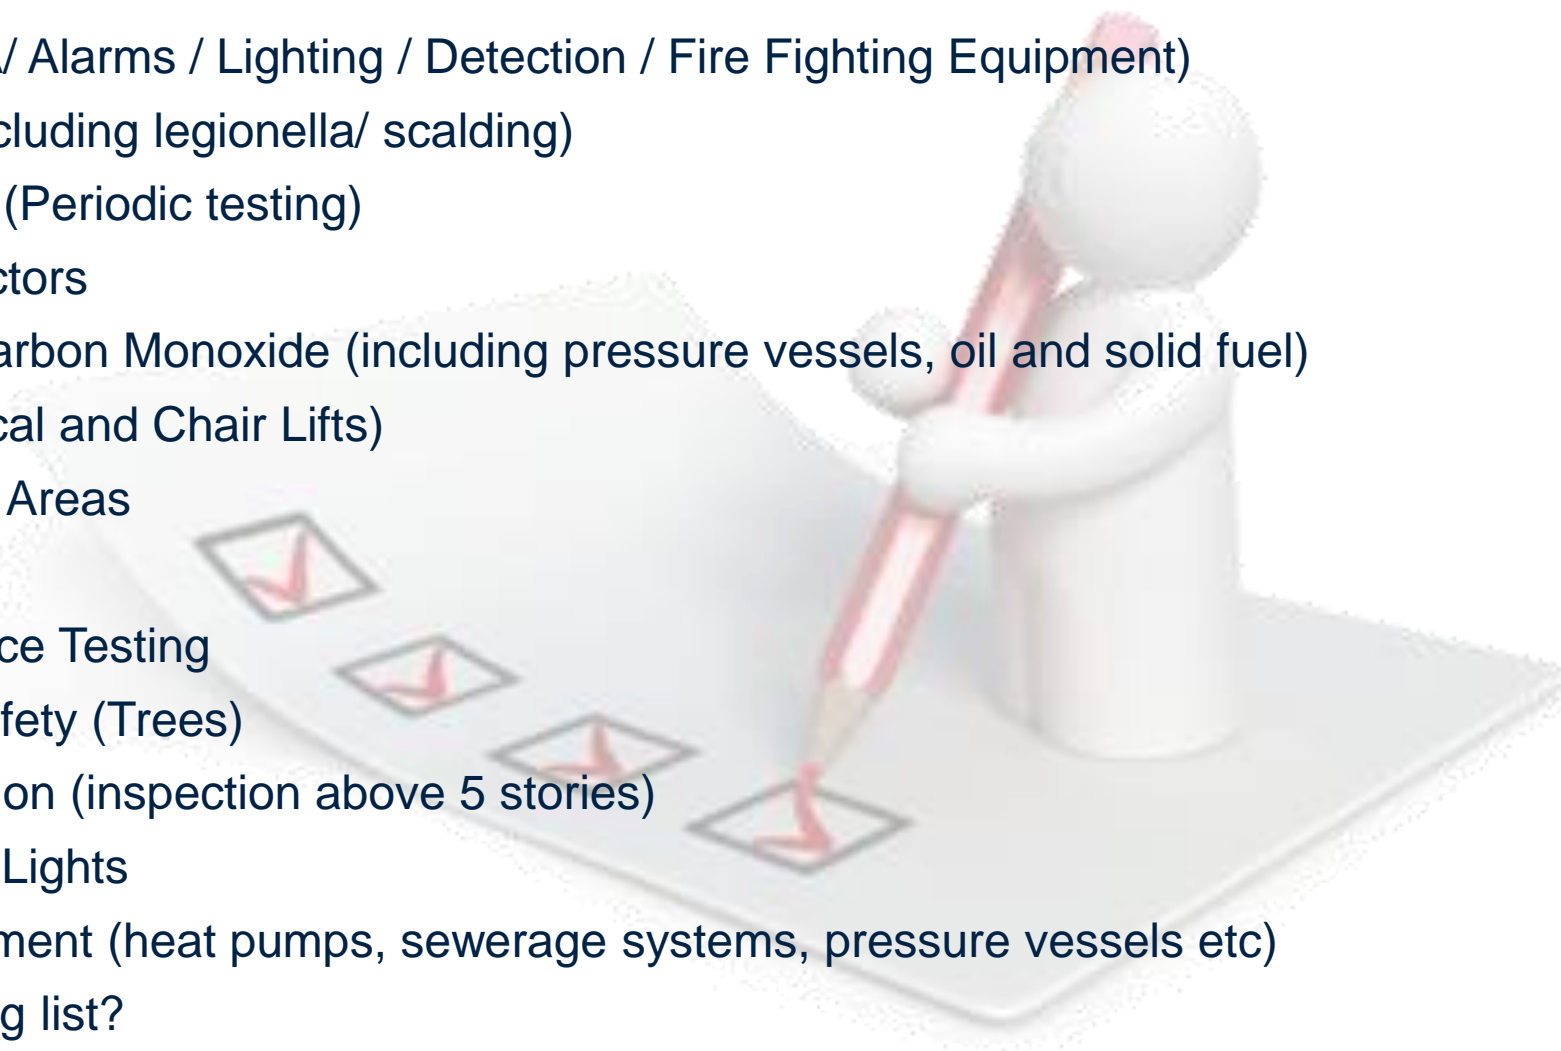 / Alarms / Lighting / Detection / Fire Fighting Equipment)
cluding legionella/ scalding)
(Periodic testing)
ctors
arbon Monoxide (including pressure vessels, oil and solid fuel)
cal and Chair Lifts)
Areas
ce Testing
fety (Trees)
on (inspection above 5 stories)
Lights
ment (heat pumps, sewerage systems, pressure vessels etc)
g list?